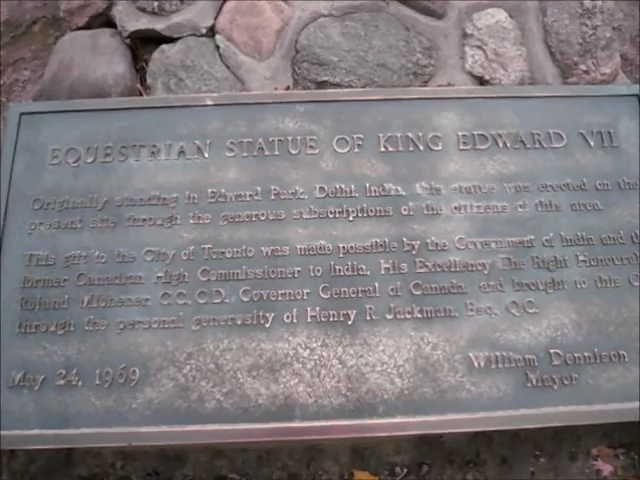 EQUESTRIAN STATUE OF KING EDWARD VII
Originally standing in Edward Park, Delhi, India, this statue was erected on the
present site through the generous subscriptions of the citizens of this area.
This gift to the City of Toronto was made possible by the Government of India and
former Canadian High Commissioner to India, His Excellency The Right Honourable
Roland Michener C.C., C.D., Governor General of Canada, and brought to this
through the personal generosity of Henry R. Jackman, Esq., Q.C.
May 24, 1969
William Dennison
Mayor